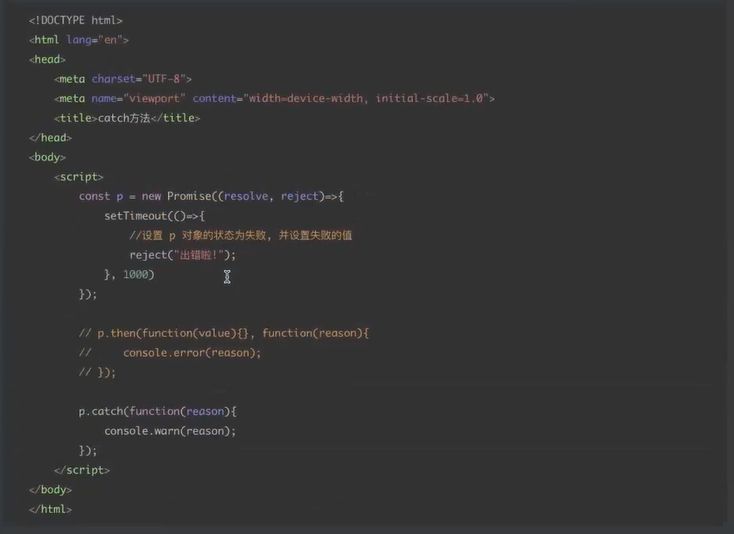 <!DOCTYPE html>
<html lang="en">
<head>
    <meta charset="UTF-8">
    <meta name="viewport" content="width=device-width, initial-scale=1.0">
    <title>catch方法</title>
</head>
<body>
    <script>
        const p = new Promise((resolve, reject)=>{
            setTimeout(()=>{
                //设置 p 对象的状态为失败, 并设置失败的值
                reject("出错啦!");
            }, 1000)
        });

        // p.then(function(value){}, function(reason){
        //     console.error(reason);
        // });

        p.catch(function(reason){
            console.warn(reason);
        });
    </script>
</body>
</html>